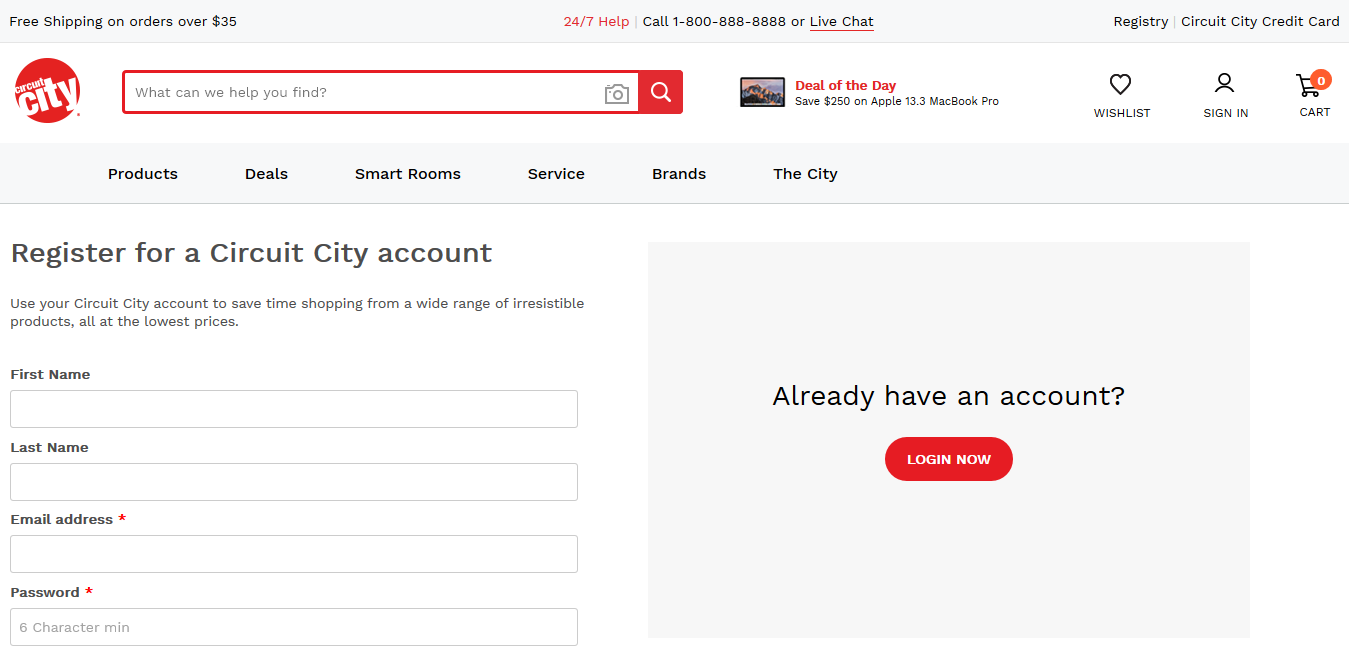 Free Shipping on orders over $35
24/7 Help | Call 1-800-888-8888 or Live Chat
Registry | Circuit City Credit Card
circuit
city
What can we help you find?
Deal of the Day
Save $250 on Apple 13.3 MacBook Pro
WISHLIST
SIGN IN
0
CART
Products
Deals
Smart Rooms
Service
Brands
The City
Register for a Circuit City account
Use your Circuit City account to save time shopping from a wide range of irresistible
products, all at the lowest prices.
First Name
Last Name
Email address *
Password *
6 Character min
Already have an account?
LOGIN NOW